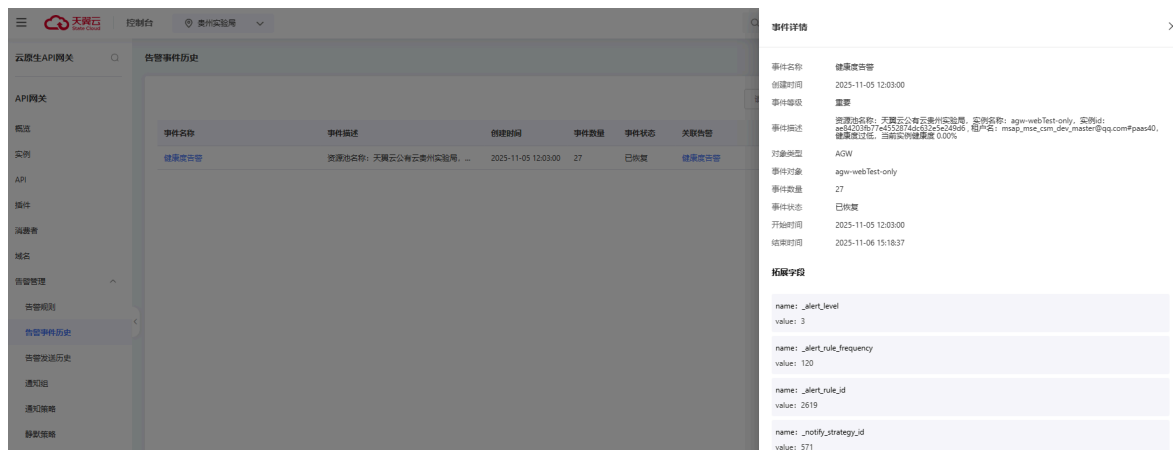 天翼云
State Cloud
控制台
贵州实验局
云原生API网关
API网关
概览
实例
API
插件
消费者
域名
告警管理
告警规则
告警事件历史
告警发送历史
通知组
通知策略
静默策略
告警事件历史
事件名称 事件描述 创建时间 事件数量 事件状态 关联告警
健康度告警 资源池名称：天翼云公有云贵州实验局，... 2025-11-05 12:03:00 27 已恢复 健康度告警
事件详情
事件名称 健康度告警
创建时间 2025-11-05 12:03:00
事件等级 重要
事件描述 资源池名称：天翼云公有云贵州实验局，实例名称：agw-webTest-only，实例id:
ae84203fb77e4552874dc632e5e249d6 , 租户名：msap_mse_csm_dev_master@qq.com#paas40，
健康度过低，当前实例健康度 0.00%
对象类型 AGW
事件对象 agw-webTest-only
事件数量 27
事件状态 已恢复
开始时间 2025-11-05 12:03:00
结束时间 2025-11-06 15:18:37
拓展字段
name: _alert_level
value: 3
name: _alert_rule_frequency
value: 120
name: _alert_rule_id
value: 2619
name: _notify_strategy_id
value: 571